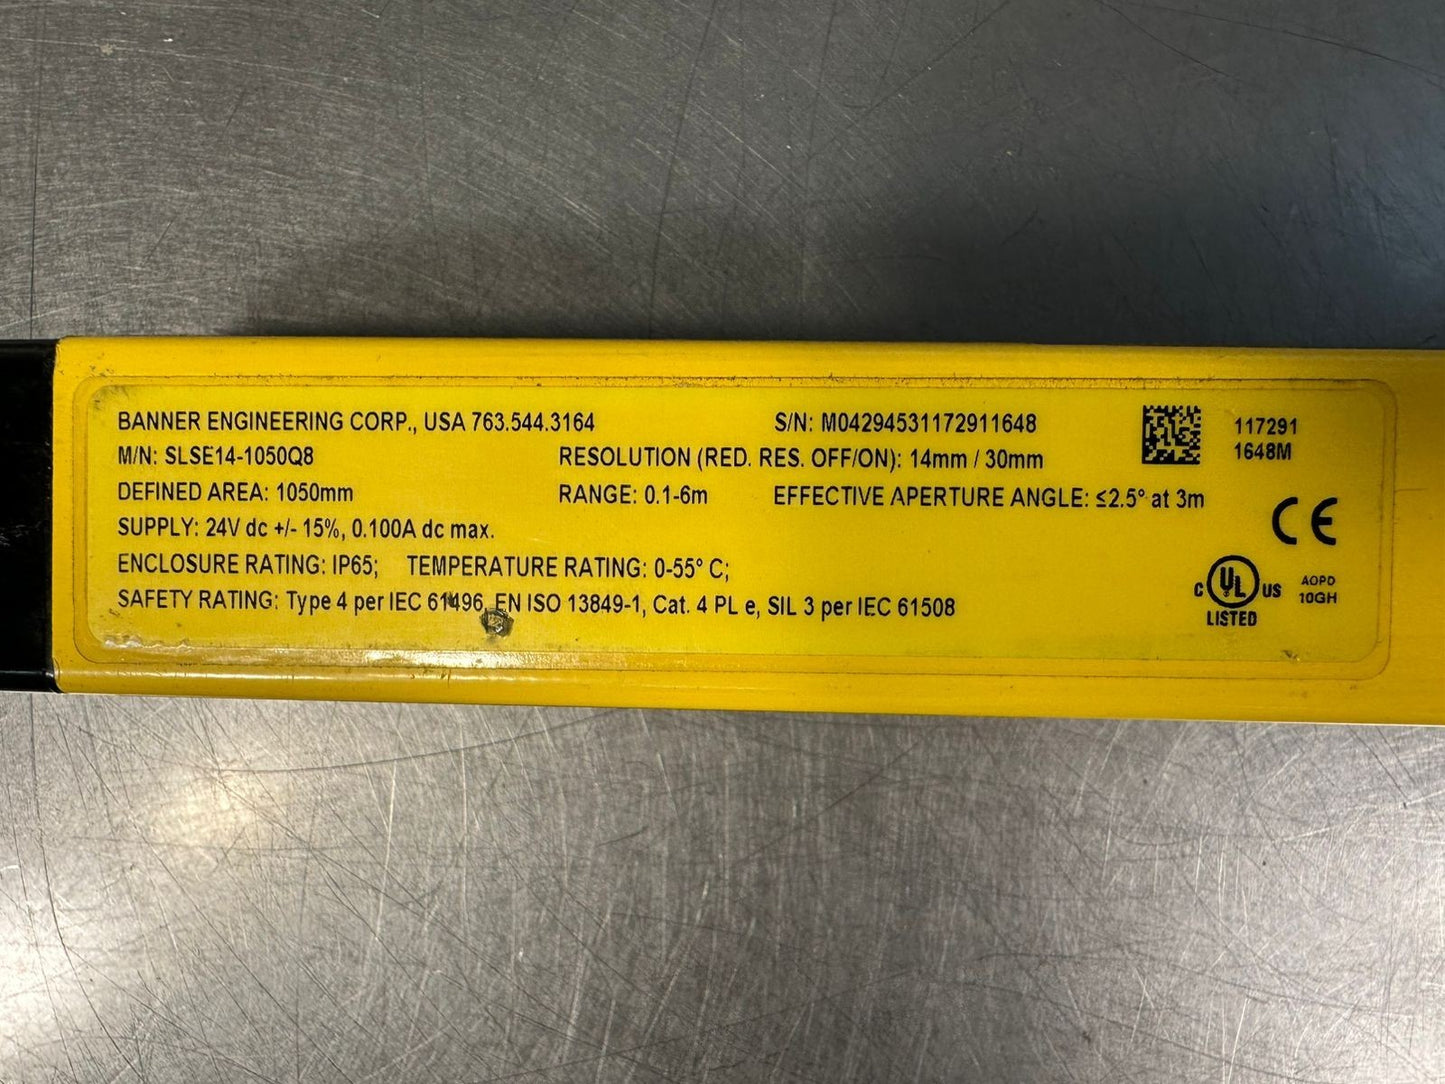 BANNER ENGINEERING CORP., USA 763.544.3164
S/N: M04294531172911648
117291
1648M
M/N: SLSE14-1050Q8
RESOLUTION (RED. RES. OFF/ON): 14mm / 30mm
DEFINED AREA: 1050mm
RANGE: 0.1-6m
EFFECTIVE APERTURE ANGLE: ≤2.5° at 3m
SUPPLY: 24V dc +/- 15%, 0.100A dc max.
ENCLOSURE RATING: IP65; TEMPERATURE RATING: 0-55° C;
SAFETY RATING: Type 4 per IEC 61496, EN ISO 13849-1, Cat. 4 PL e, SIL 3 per IEC 61508
CE
C UL US
LISTED
AOPD
10GH